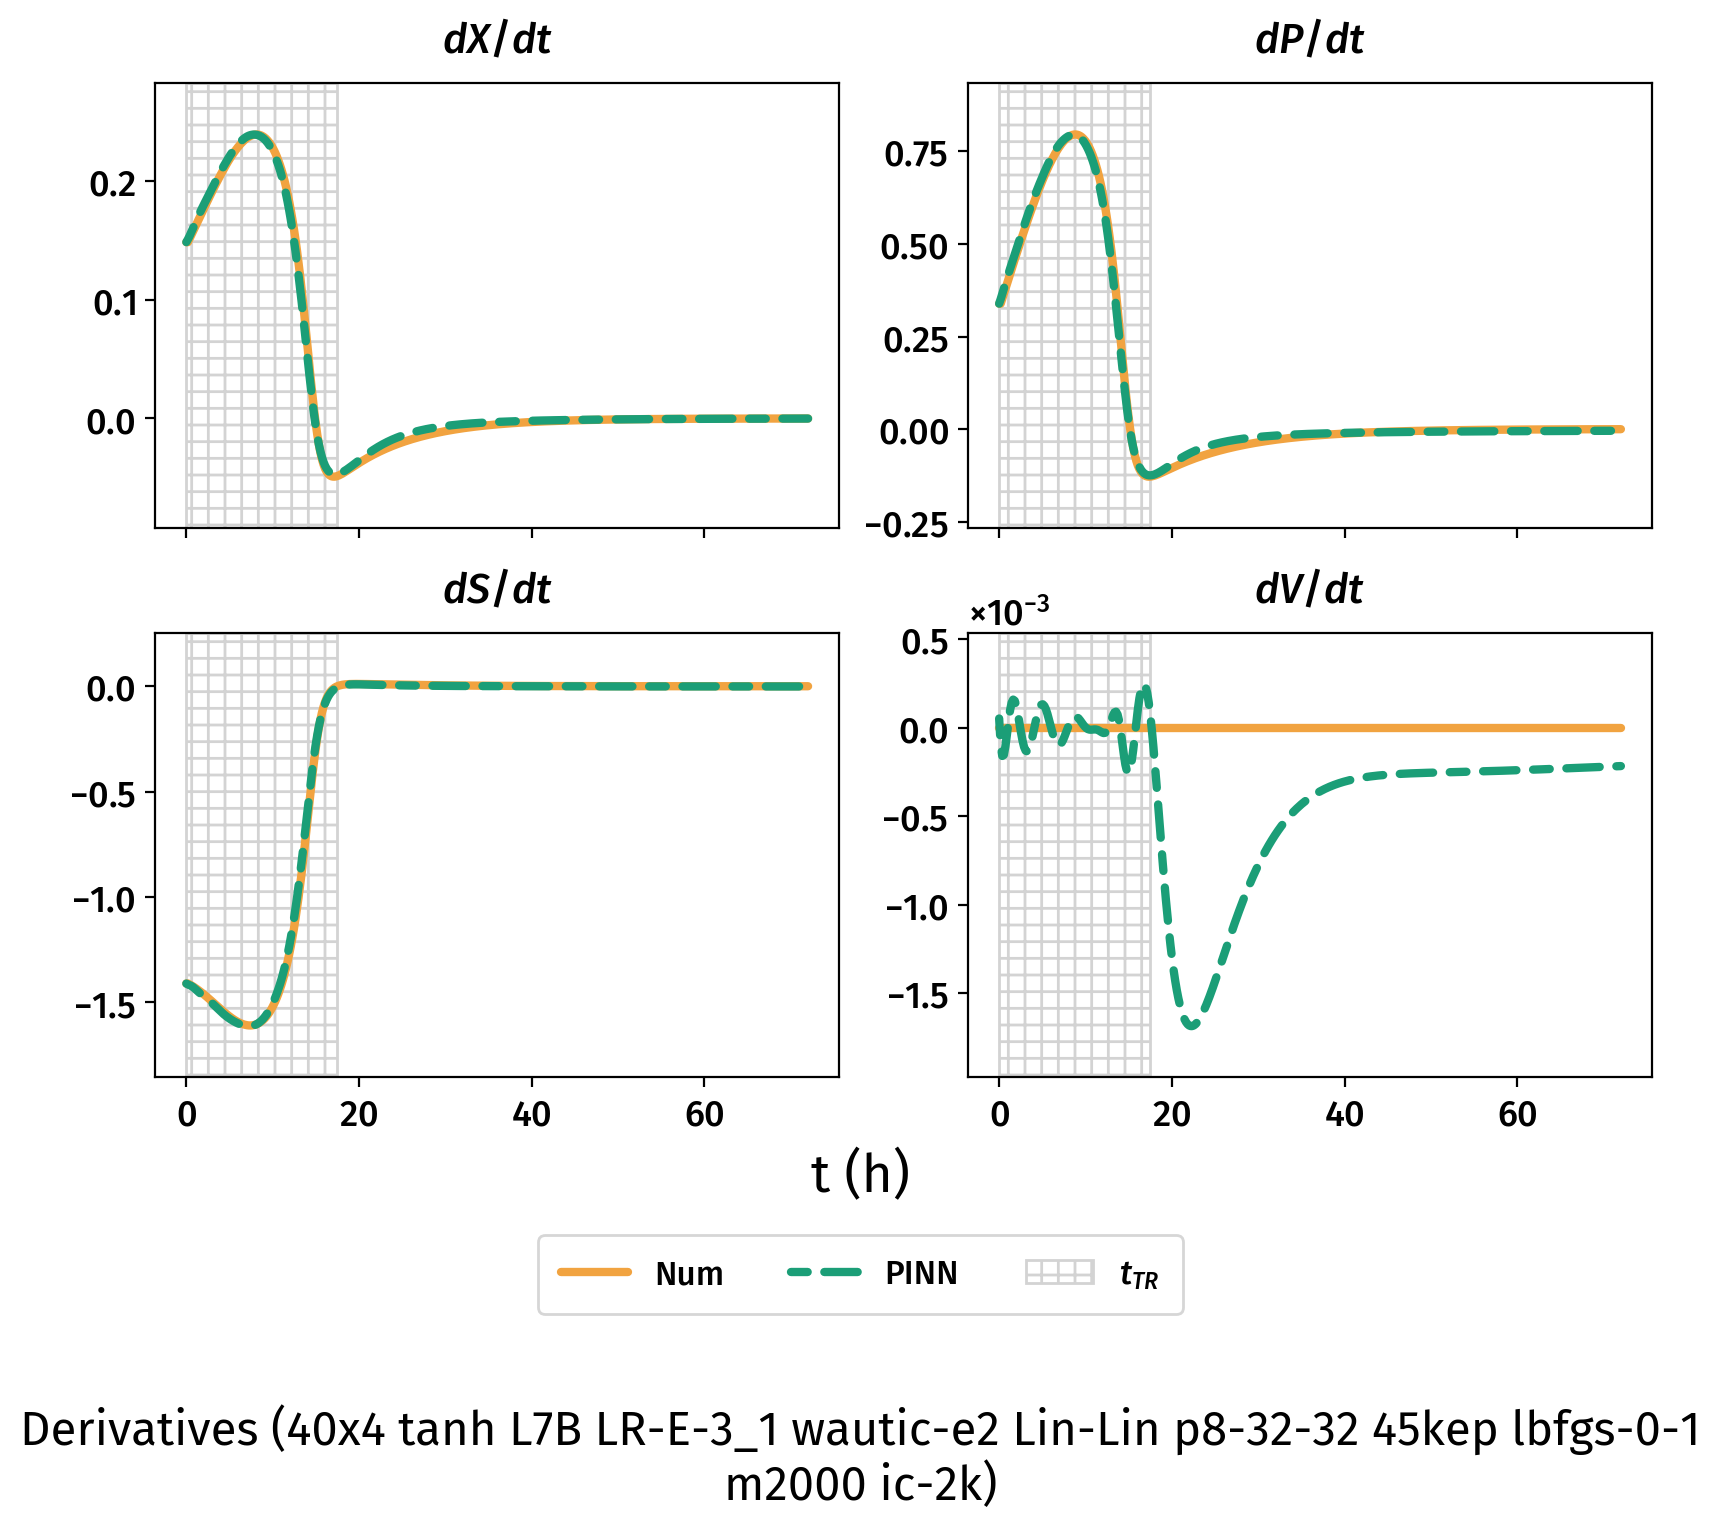 dX/dt
dP/dt
0.2
0.1
0.0
0.75
0.50
0.25
0.00
−0.25
dS/dt
dV/dt
×10⁻³
0.0
−0.5
−1.0
−1.5
0.5
0.0
−0.5
−1.0
−1.5
0 20 40 60
0 20 40 60
t (h)
Num PINN t_TR
Derivatives (40x4 tanh L7B LR-E-3_1 wautic-e2 Lin-Lin p8-32-32 45kep lbfgs-0-1
m2000 ic-2k)